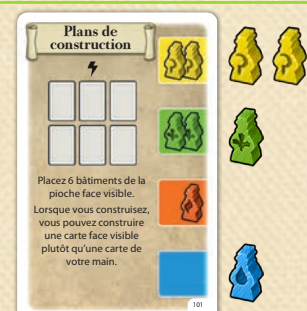 Plans de
construction
Placez 6 bâtiments de la
pioche face visible.
Lorsque vous construisez,
vous pouvez construire
une carte face visible
plutôt qu'une carte de
votre main.
101